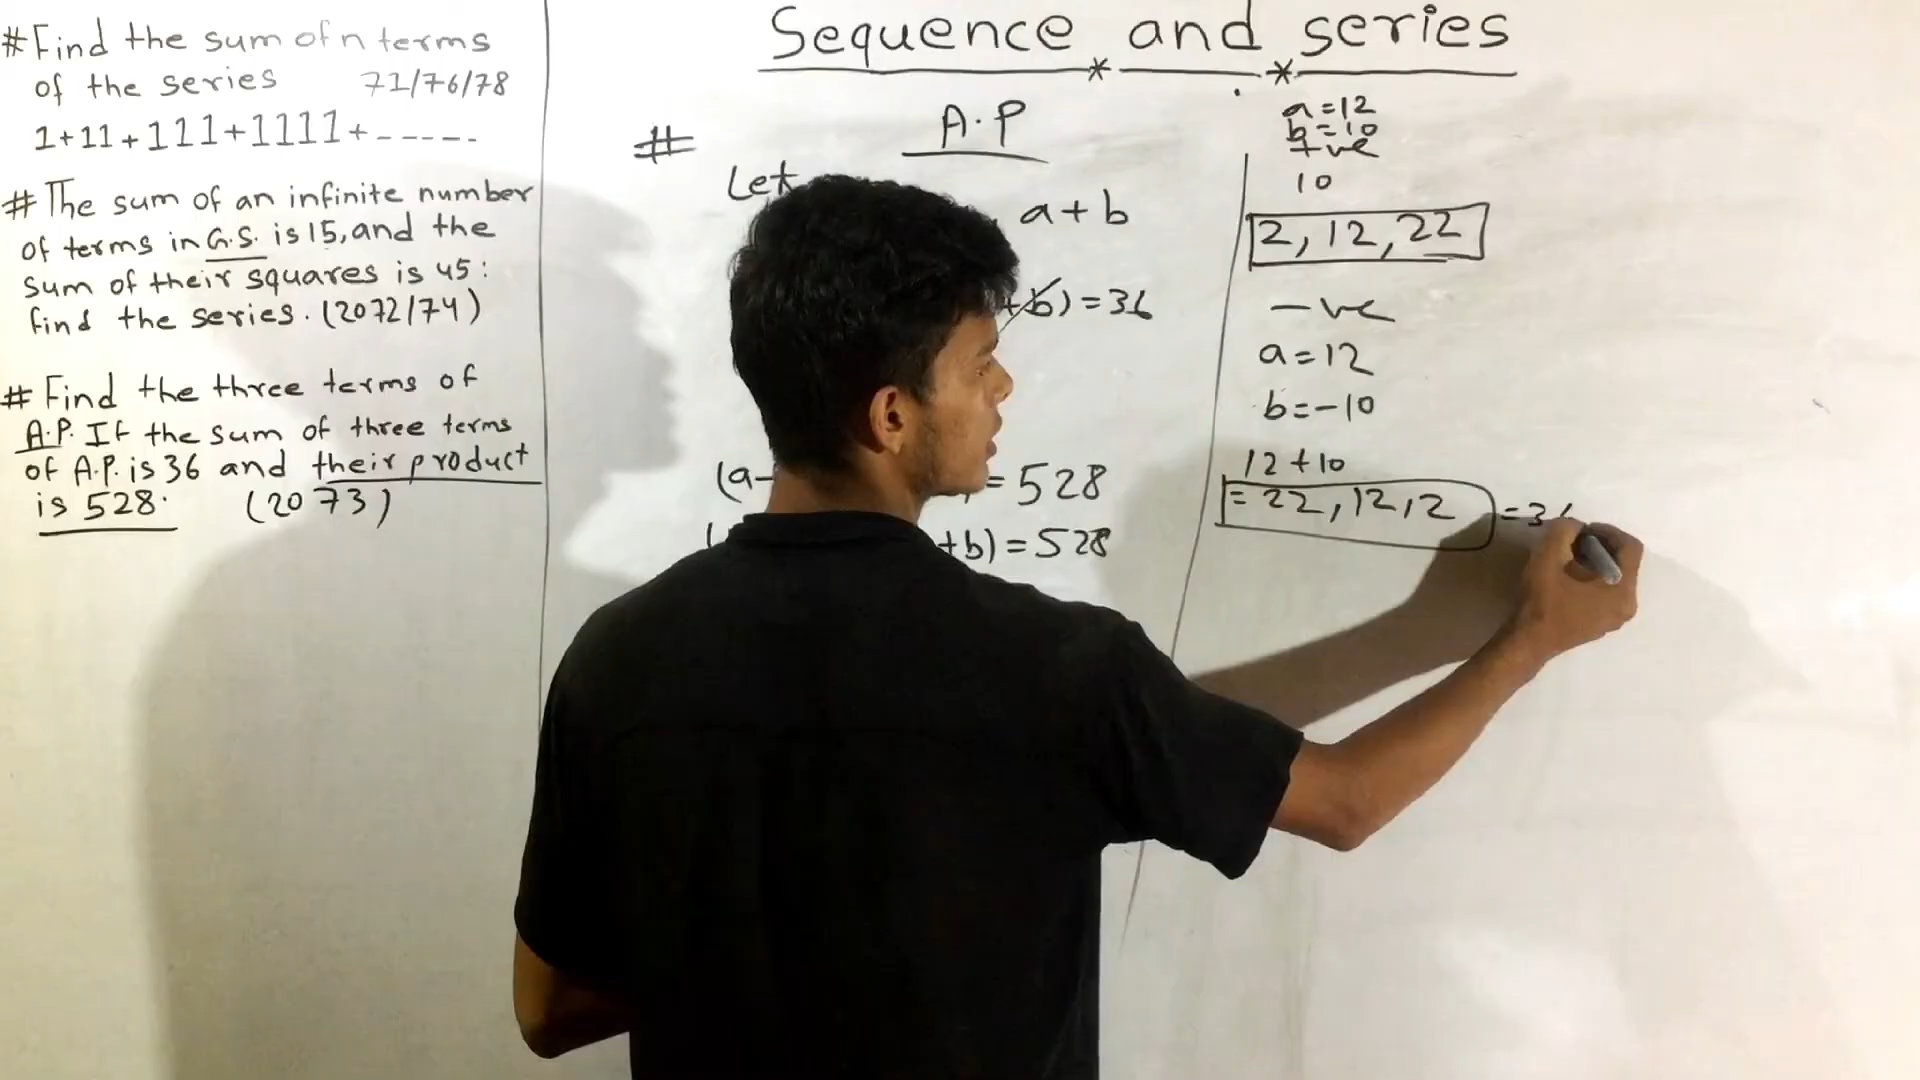 #Find the sum of n terms
of the series 71/76/78
1+11+111+1111+-----
#The sum of an infinite number
of terms in G.S. is 15, and the
sum of their squares is 45:
find the series. (2072/74)
#Find the three terms of
A.P. If the sum of three terms
of A.P. is 36 and their product
is 528. (2073)
Sequence and series
A.P
#
Let
, a+b
+b)=36
(a-
=528
+b)=528
a=12
b=10
+ve
10
2,12,22
-ve
a=12
b=-10
12+10
=22,12,2 =36